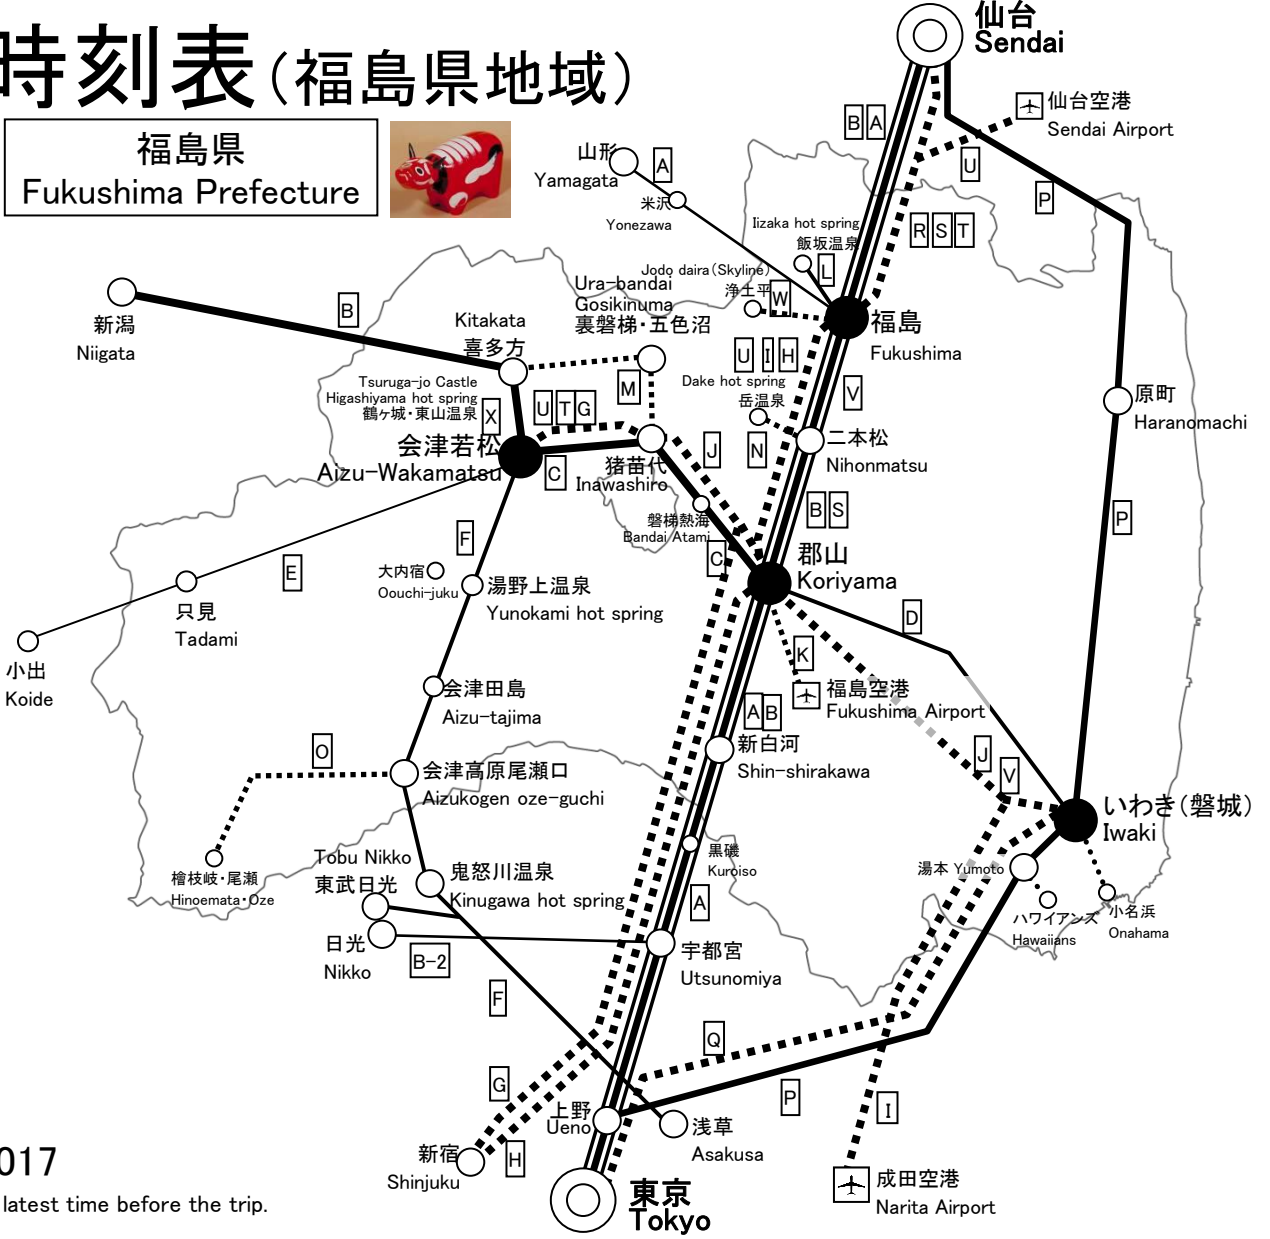 時刻表(福島県地域)
福島県
Fukushima Prefecture
仙台
Sendai
B A
仙台空港
Sendai Airport
U
P
R S T
山形
Yamagata
A
米沢
Yonezawa
Iizaka hot spring
飯坂温泉
L
Jodo daira(Skyline)
浄土平
W
Ura-bandai
Gosikinuma
裏磐梯・五色沼
福島
Fukushima
新潟
Niigata
B
Kitakata
喜多方
Tsuruga-jo Castle
Higashiyama hot spring
鶴ヶ城・東山温泉
X
U T G
M
U I H
Dake hot spring
岳温泉
V
原町
Haranomachi
会津若松
Aizu-Wakamatsu
C
猪苗代
Inawashiro
J
N
二本松
Nihonmatsu
B S
P
磐梯熱海
Bandai Atami
C
郡山
Koriyama
F
E
大内宿
Oouchi-juku
湯野上温泉
Yunokami hot spring
只見
Tadami
小出
Koide
D
K
福島空港
Fukushima Airport
会津田島
Aizu-tajima
A B
新白河
Shin-shirakawa
J
V
O
会津高原尾瀬口
Aizukogen oze-guchi
いわき(磐城)
Iwaki
檜枝岐・尾瀬
Hinoemata・Oze
Tobu Nikko
東武日光
鬼怒川温泉
Kinugawa hot spring
黒磯
Kuroiso
A
湯本 Yumoto
ハワイアンズ
Hawaiians
小名浜
Onahama
日光
Nikko
B-2
宇都宮
Utsunomiya
F
Q
G
P
I
上野
Ueno
浅草
Asakusa
新宿
Shinjuku
H
成田空港
Narita Airport
東京
Tokyo
017
latest time before the trip.